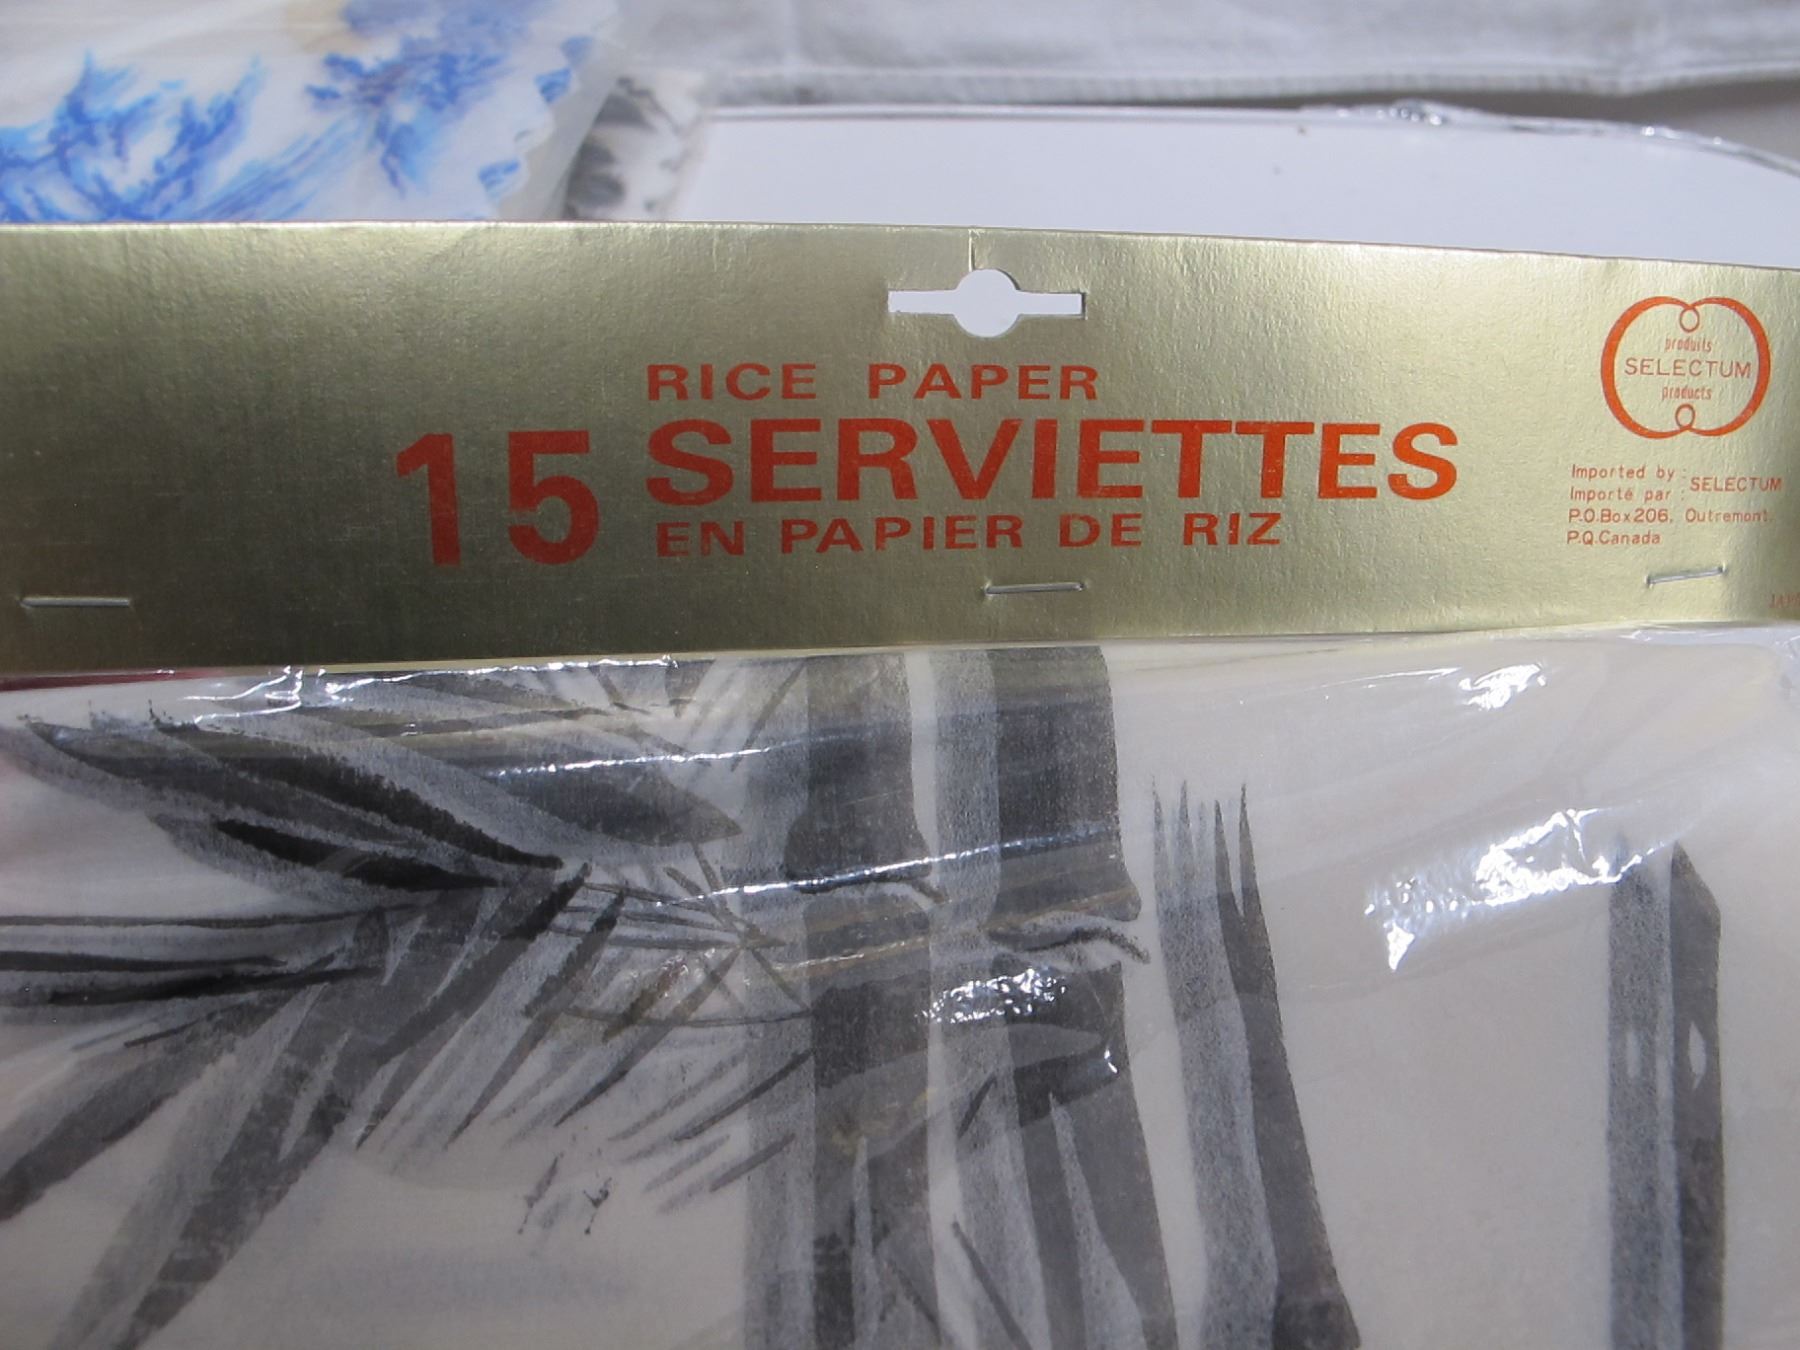 RICE PAPER
15 SERVIETTES
EN PAPIER DE RIZ
produits
SELECTUM
products
Imported by : SELECTUM
Importé par :
P.O.Box 206, Outremont
P.Q.Canada